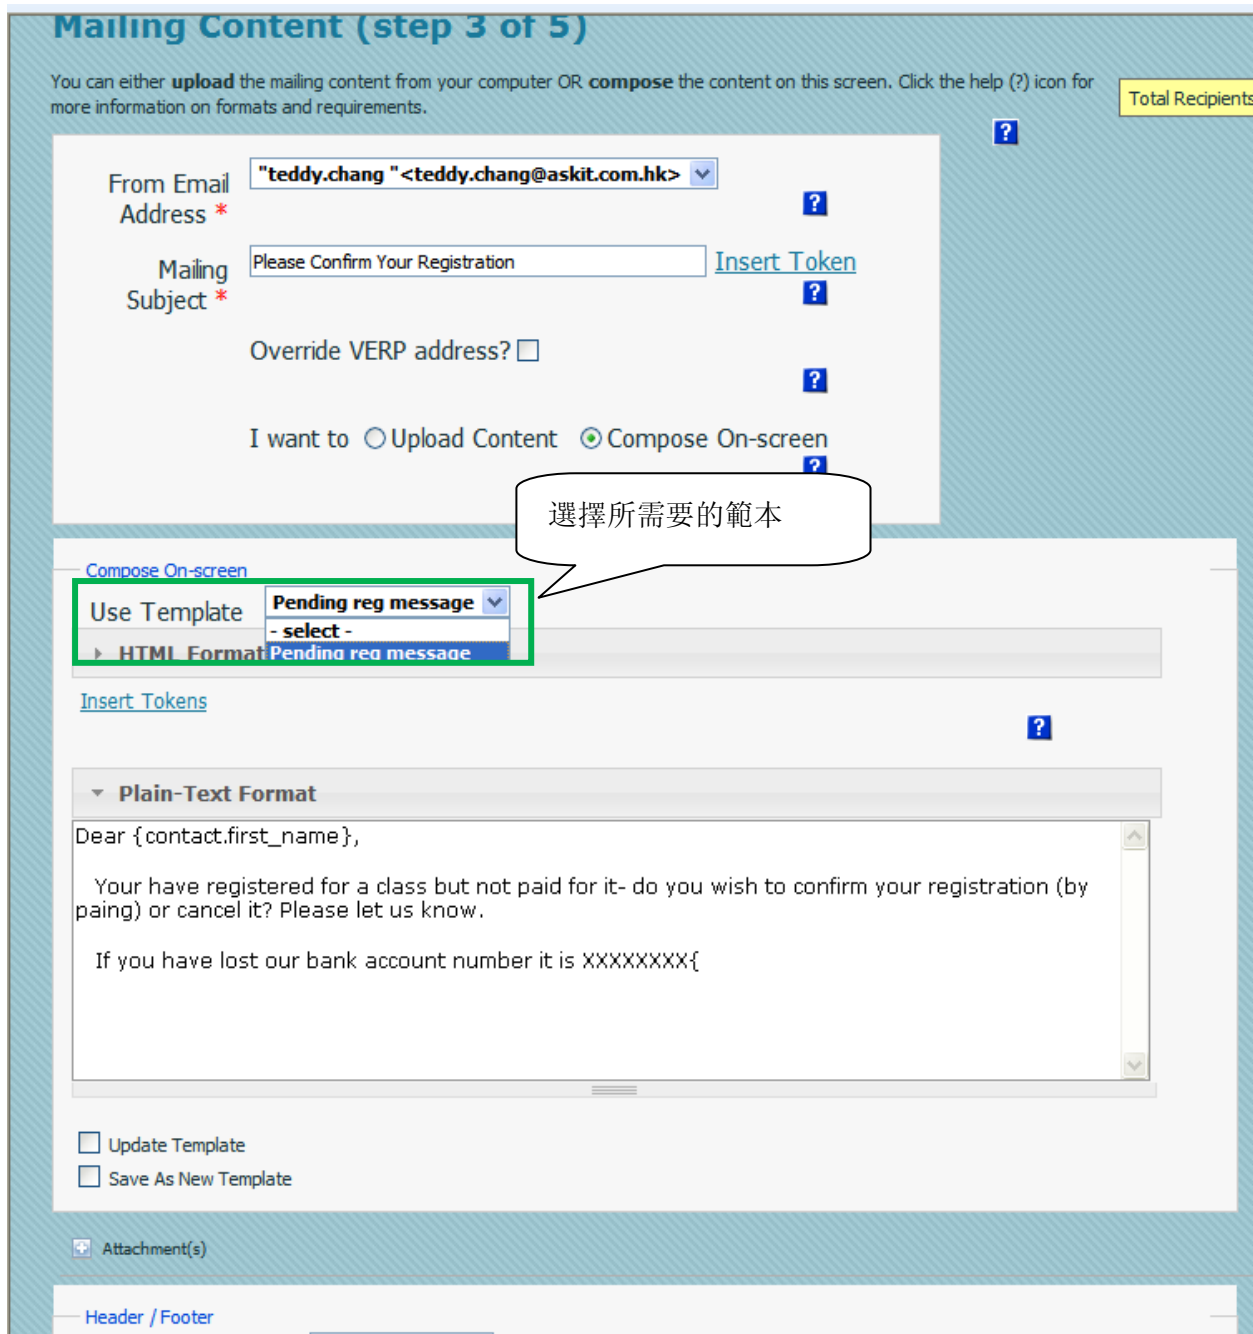 Mailing Content (step 3 of 5)
You can either upload the mailing content from your computer OR compose the content on this screen. Click the help (?) icon for
more information on formats and requirements.
Total Recipients
?
From Email
Address *
"teddy.chang "<teddy.chang@askit.com.hk>
?
Mailing
Subject *
Please Confirm Your Registration
Insert Token
?
Override VERP address?
?
I want to Upload Content Compose On-screen
?
選擇所需要的範本
Compose On-screen
Use Template
Pending reg message
- select -
Pending reg message
HTML Format
Insert Tokens
?
Plain-Text Format
Dear {contact.first_name},
Your have registered for a class but not paid for it- do you wish to confirm your registration (by
paing) or cancel it? Please let us know.
If you have lost our bank account number it is XXXXXXXX{
Update Template
Save As New Template
Attachment(s)
Header / Footer